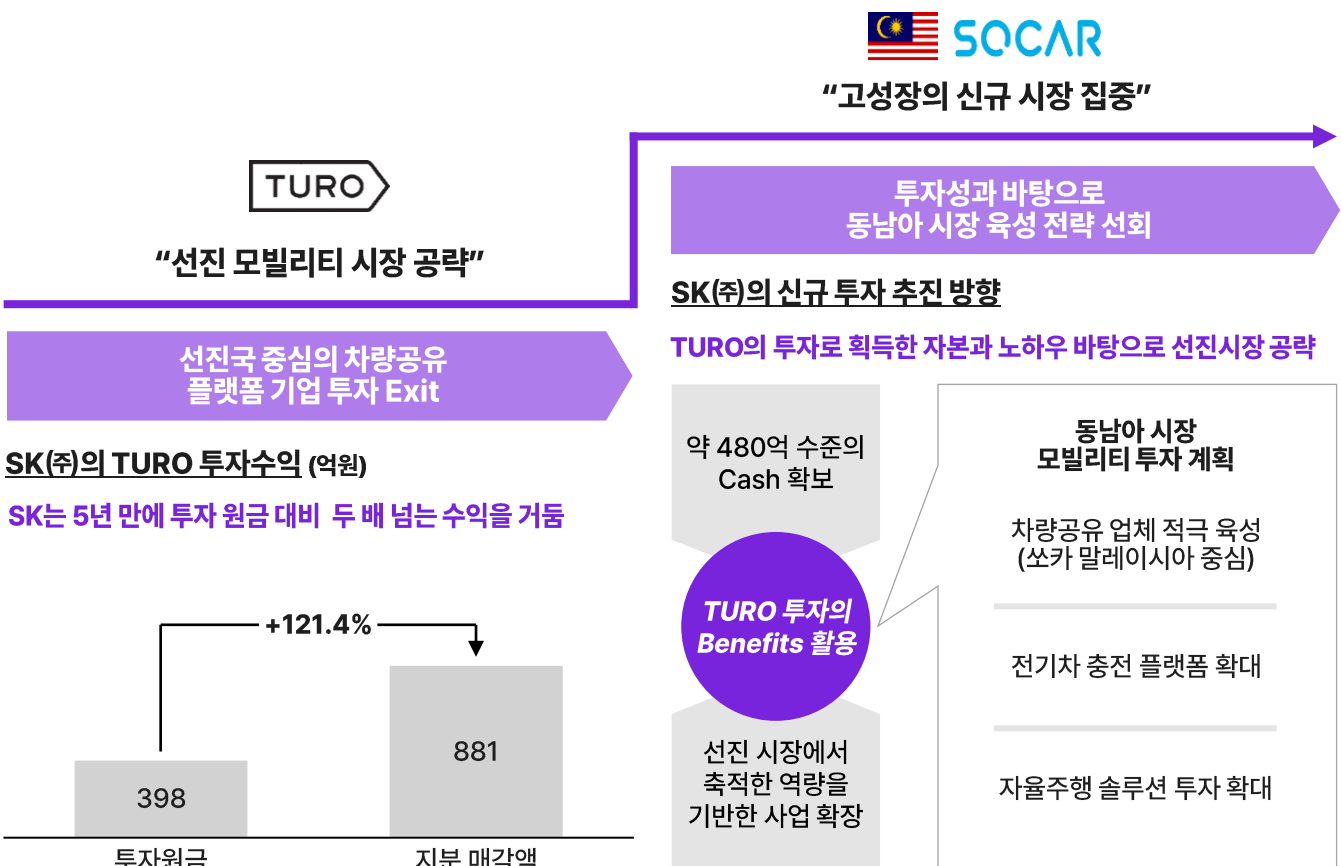 TURO
“선진 모빌리티 시장 공략”
선진국 중심의 차량공유
플랫폼 기업 투자 Exit
SK(주)의 TURO 투자수익 (억원)
SK는 5년 만에 투자 원금 대비 두 배 넘는 수익을 거둠
+121.4%
398
881
투자원금
지분 매각액
SOCAR
“고성장의 신규 시장 집중”
투자성과 바탕으로
동남아 시장 육성 전략 선회
SK(주)의 신규 투자 추진 방향
TURO의 투자로 획득한 자본과 노하우 바탕으로 선진시장 공략
약 480억 수준의
Cash 확보
TURO 투자의
Benefits 활용
선진 시장에서
축적한 역량을
기반한 사업 확장
동남아 시장
모빌리티 투자 계획
차량공유 업체 적극 육성
(쏘카 말레이시아 중심)
전기차 충전 플랫폼 확대
자율주행 솔루션 투자 확대